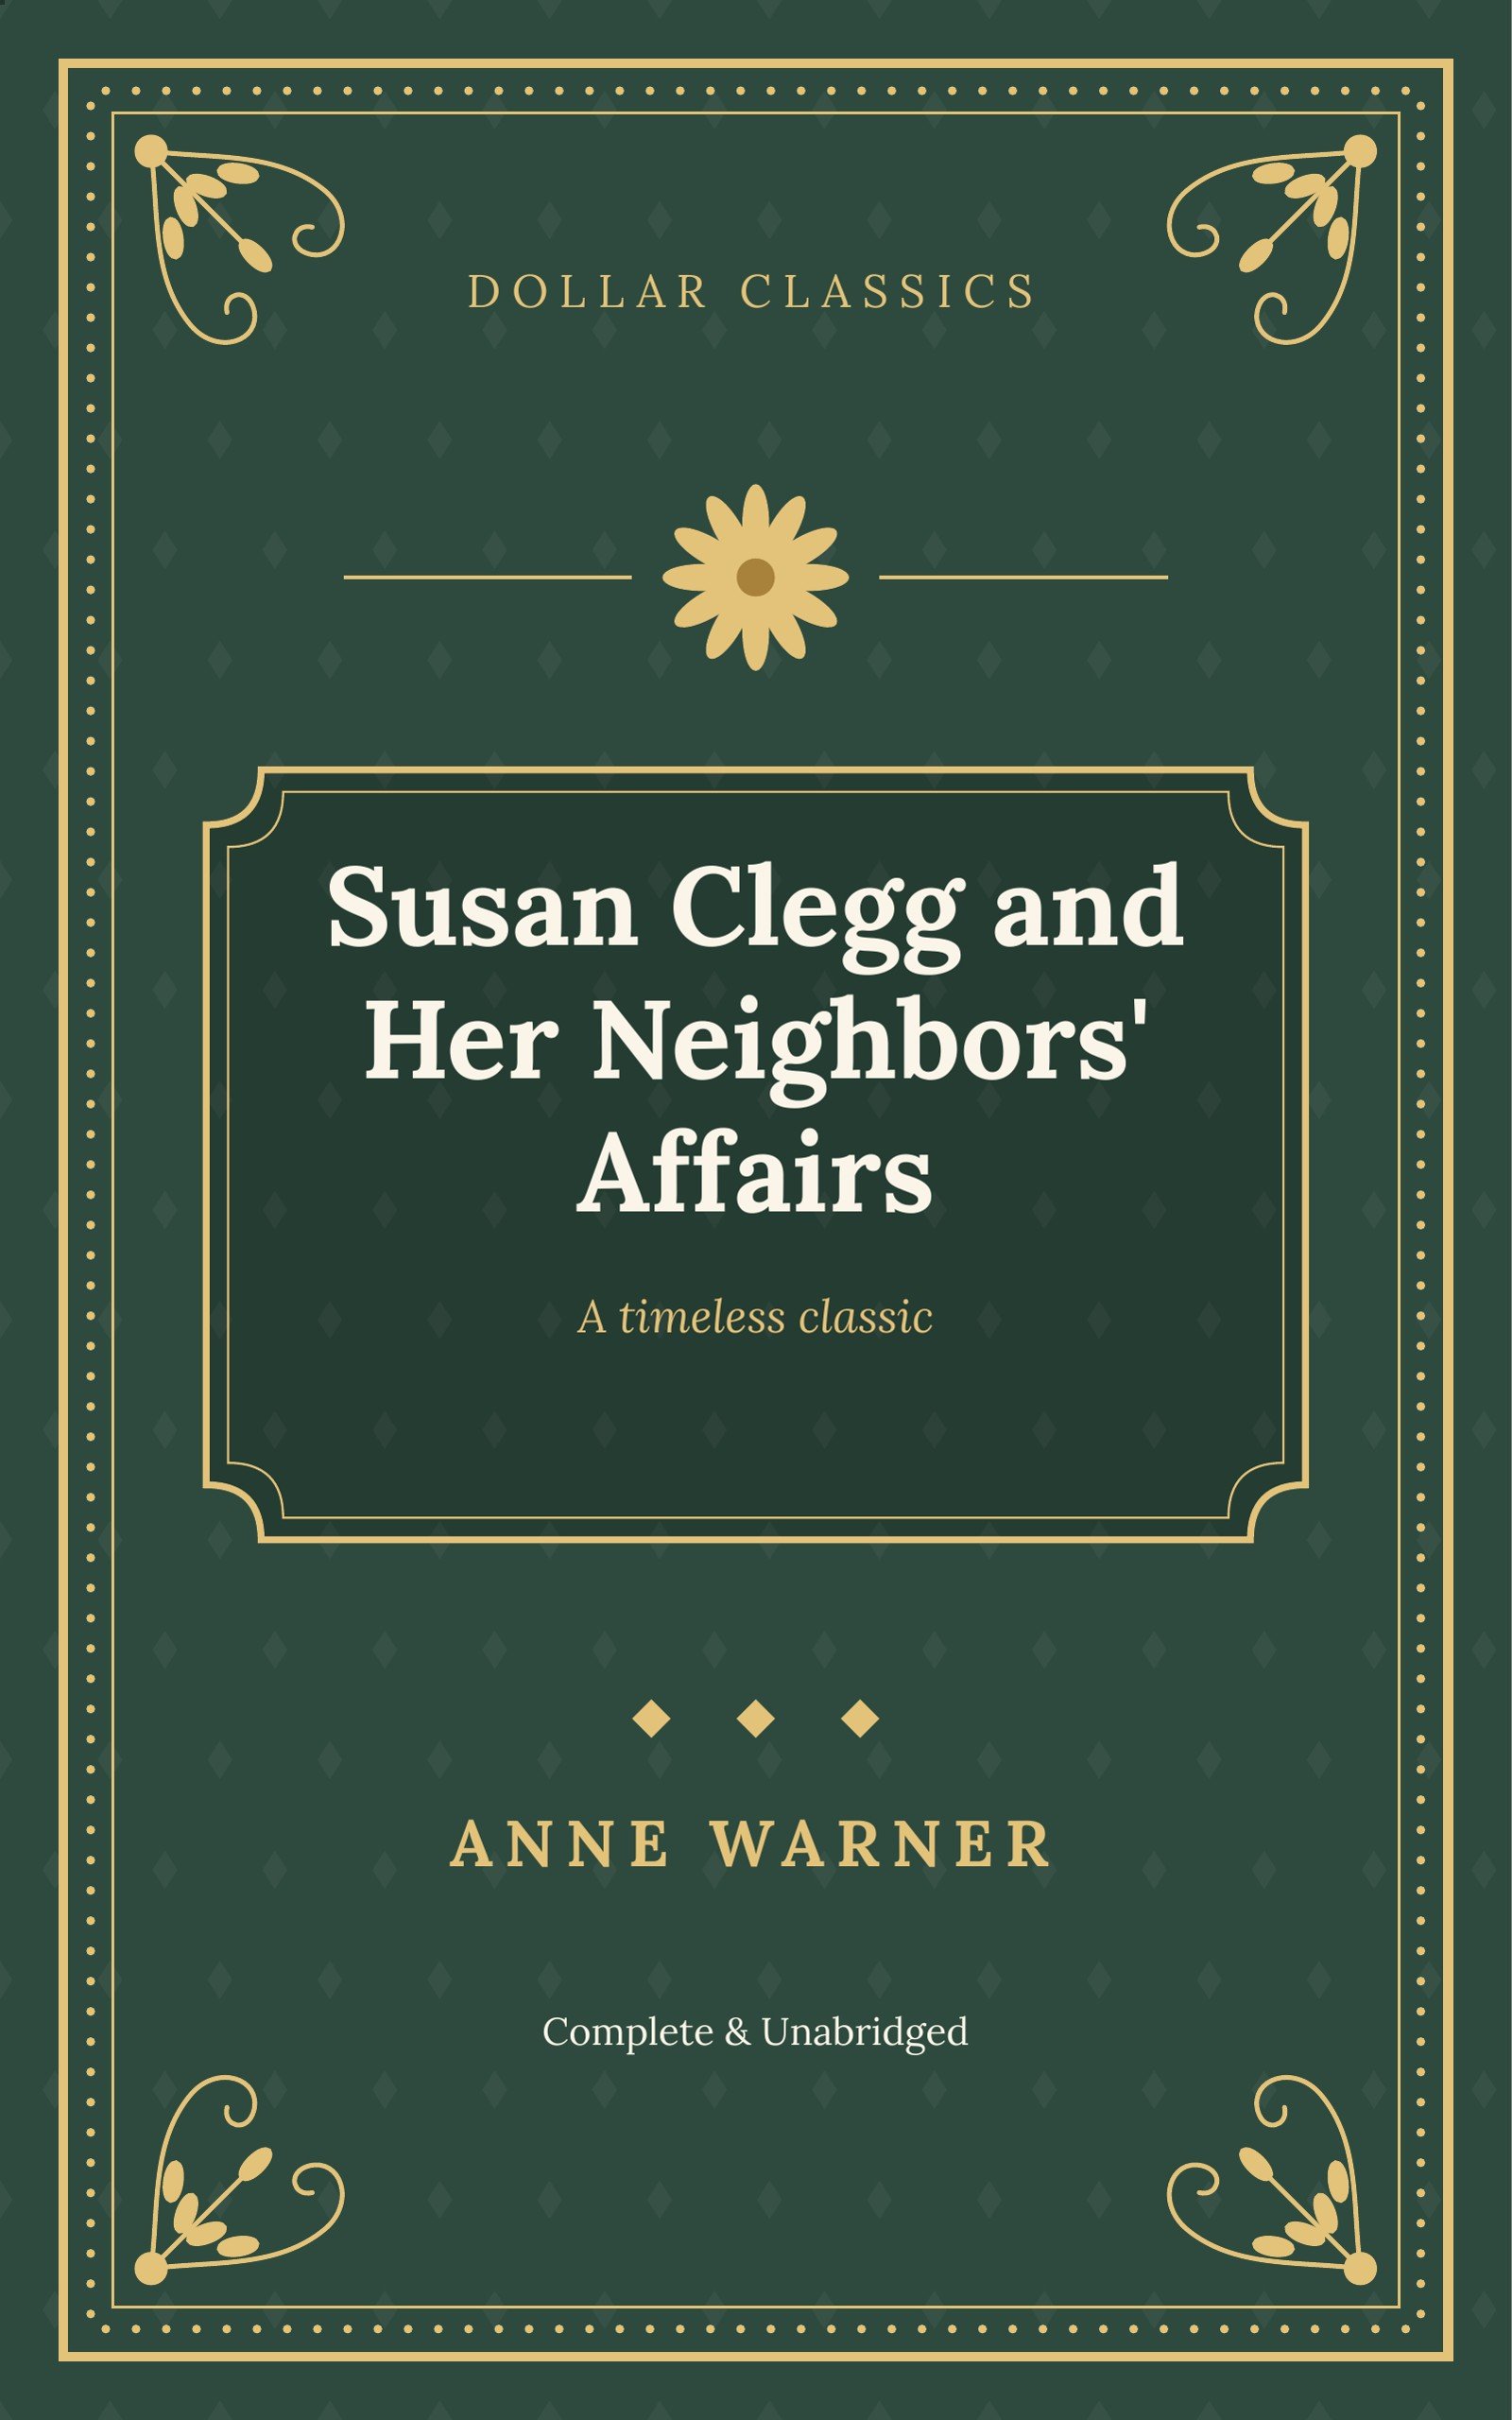 DOLLAR CLASSICS
Susan Clegg and
Her Neighbors'
Affairs
A timeless classic
ANNE WARNER
Complete & Unabridged